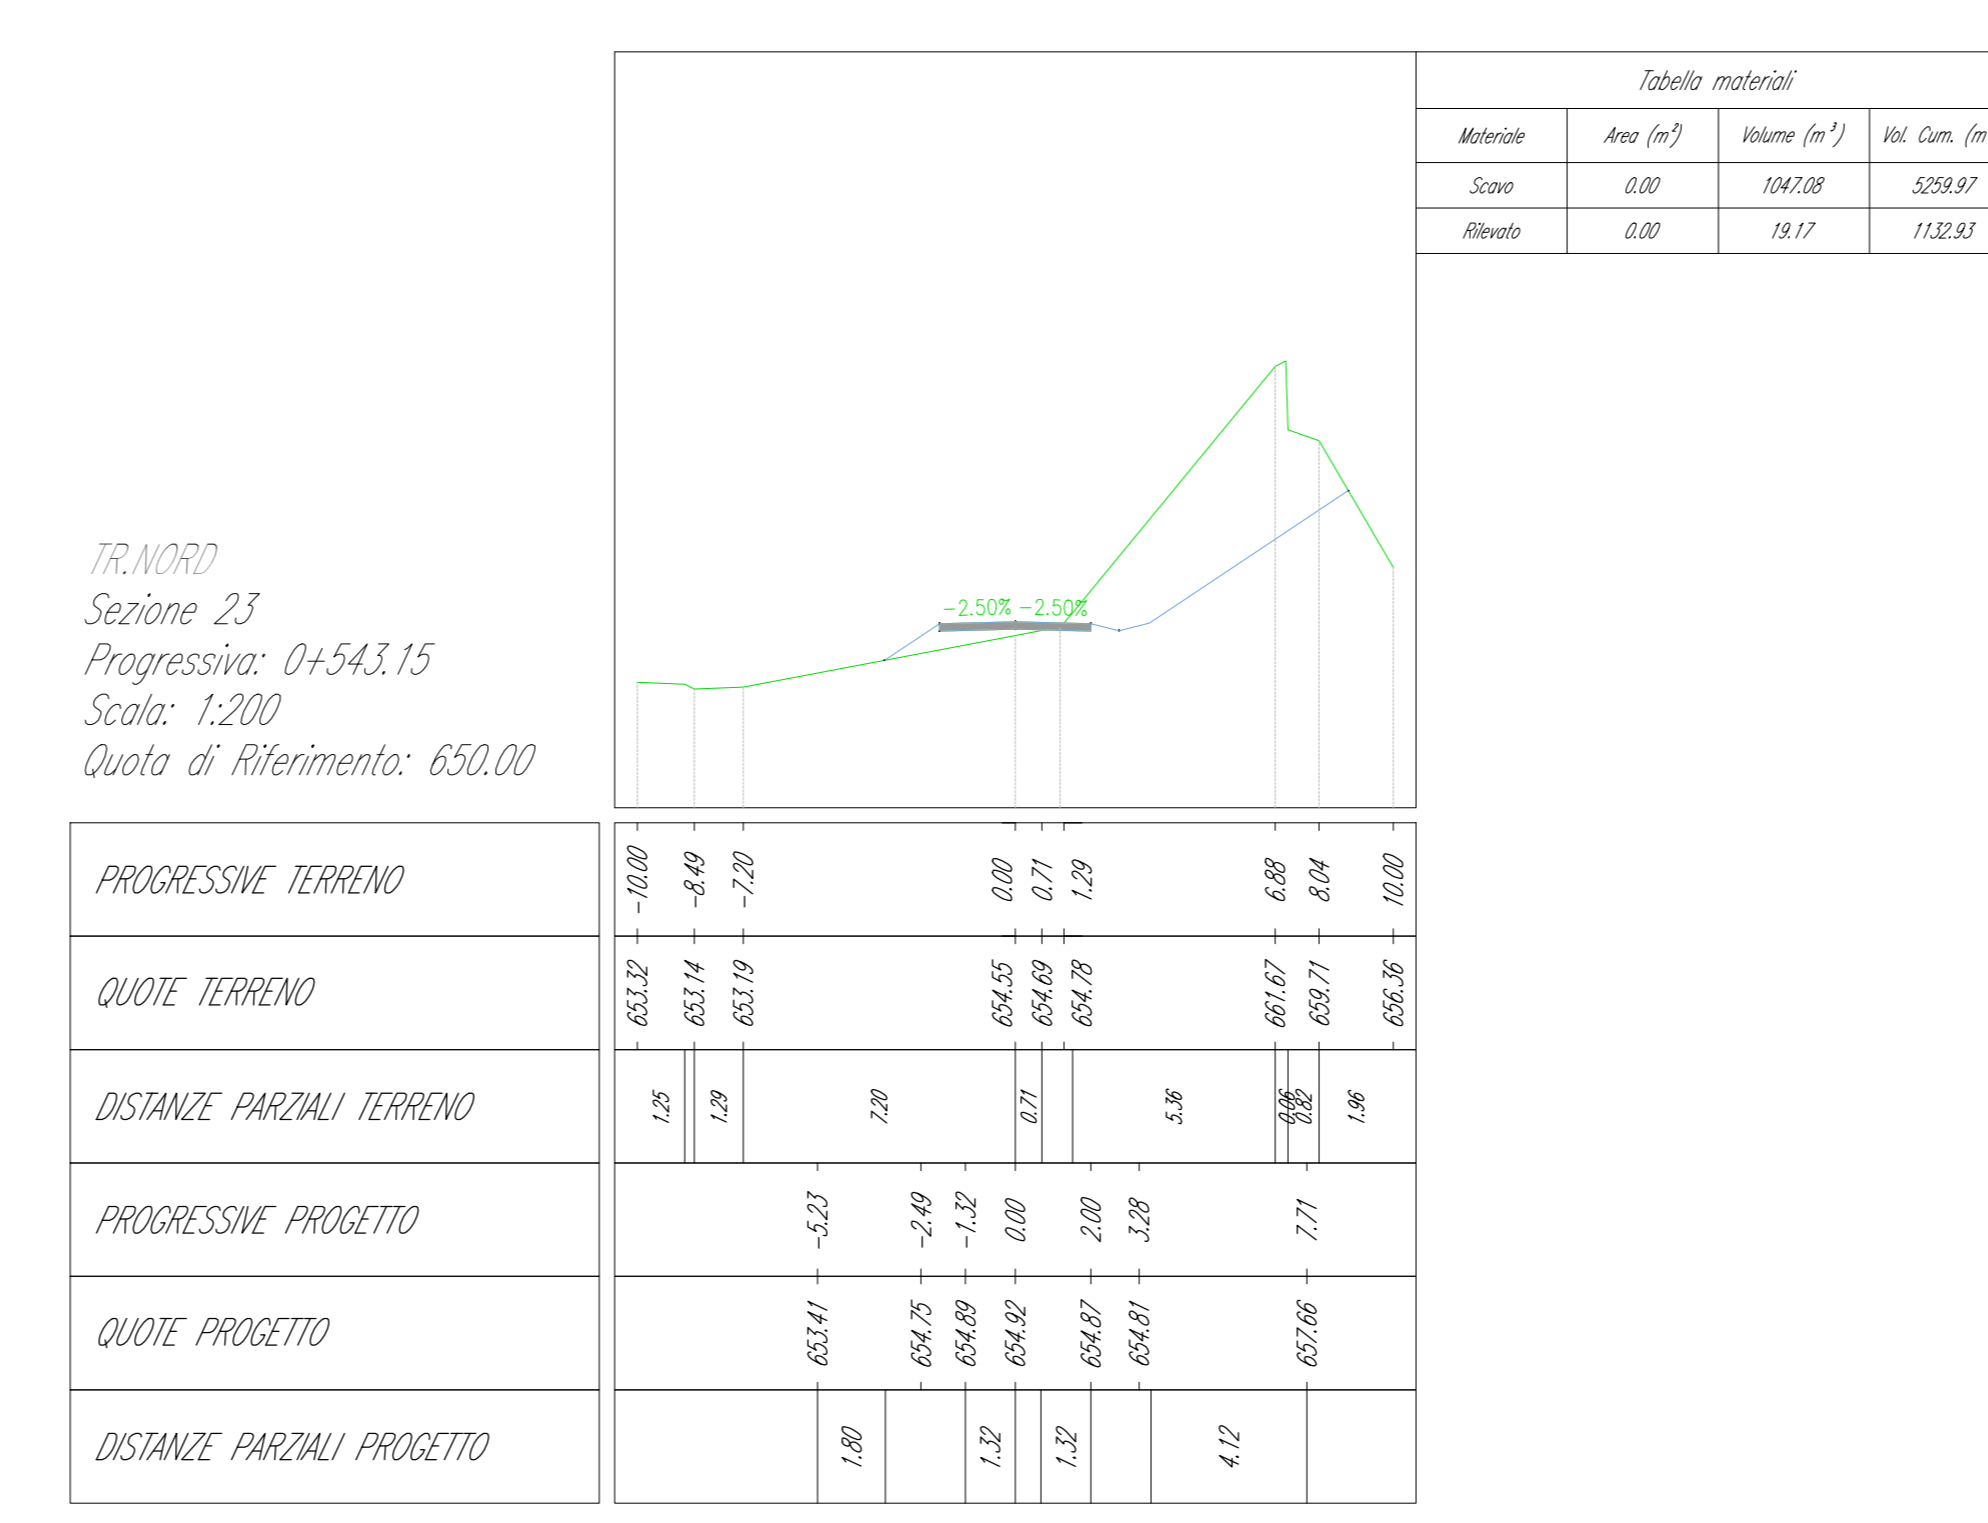 Tabella materiali
Materiale Area (m²) Volume (m³) Vol. Cum. (m
Scavo 0.00 1047.08 5259.97
Rilevato 0.00 19.17 1132.93
-2.50% -2.50%
TR.NORD
Sezione 23
Progressiva: 0+543.15
Scala: 1:200
Quota di Riferimento: 650.00
PROGRESSIVE TERRENO -10.00 -8.49 -7.20 0.00 0.71 1.29 6.88 8.04 10.00
QUOTE TERRENO 653.32 653.14 653.19 654.55 654.69 654.78 661.67 659.71 656.36
DISTANZE PARZIALI TERRENO 1.25 1.29 7.20 0.71 5.36 0.06 0.82 1.96
PROGRESSIVE PROGETTO -5.23 -2.49 -1.32 0.00 2.00 3.28 7.71
QUOTE PROGETTO 653.41 654.75 654.89 654.92 654.87 654.81 657.66
DISTANZE PARZIALI PROGETTO 1.80 1.32 1.32 4.12